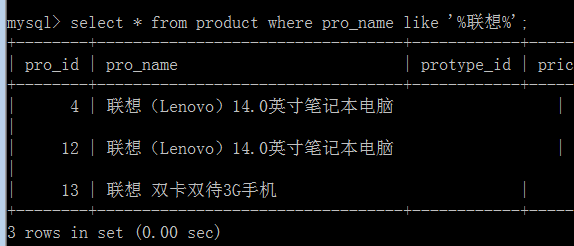 mysql> select * from product where pro_name like '%联想%';
+--------+------------------------------+------------+-----
| pro_id | pro_name | protype_id | pric
+--------+------------------------------+------------+-----
| 4 | 联想（Lenovo）14.0英寸笔记本电脑 |
|
| 12 | 联想（Lenovo）14.0英寸笔记本电脑 |
|
| 13 | 联想 双卡双待3G手机 |
+--------+------------------------------+------------+-----
3 rows in set (0.00 sec)